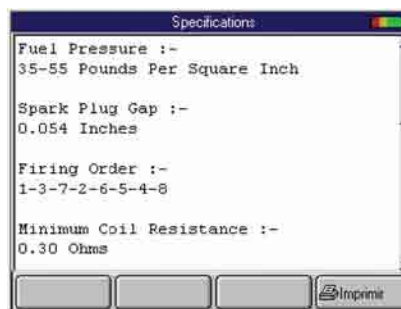 Specifications
Fuel Pressure :-
35-55 Pounds Per Square Inch
Spark Plug Gap :-
0.054 Inches
Firing Order :-
1-3-7-2-6-5-4-8
Minimum Coil Resistance :-
0.30 Ohms
Imprimir